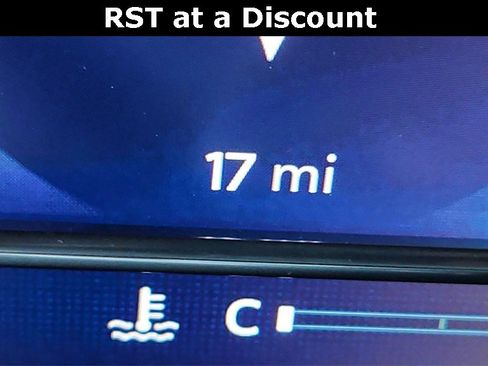 RST at a Discount
17 mi
C